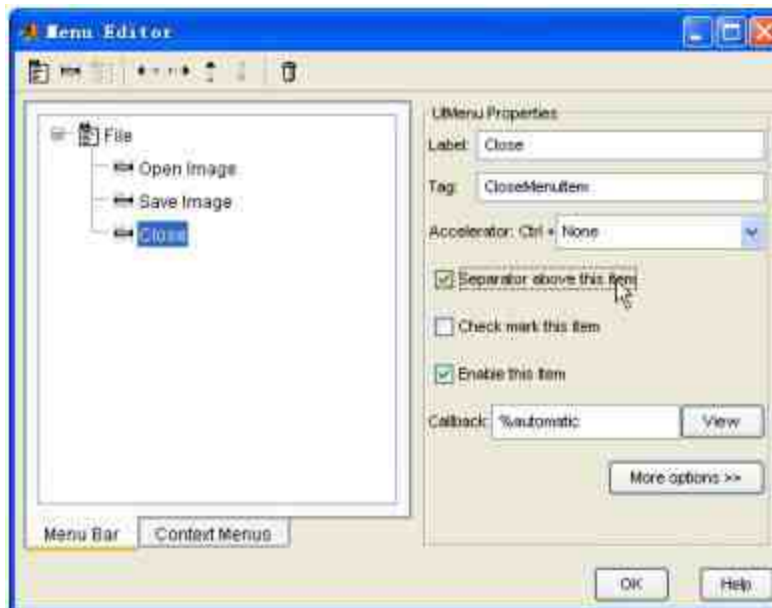 Menu Editor
File
Open Image
Save Image
Close
Menu Bar
Context Menus
UIMenu Properties
Label: Close
Tag: CloseMenuItem
Accelerator: Ctrl + None
Separator above this item
Check mark this item
Enable this item
Callback: %automatic View
More options >>
OK Help